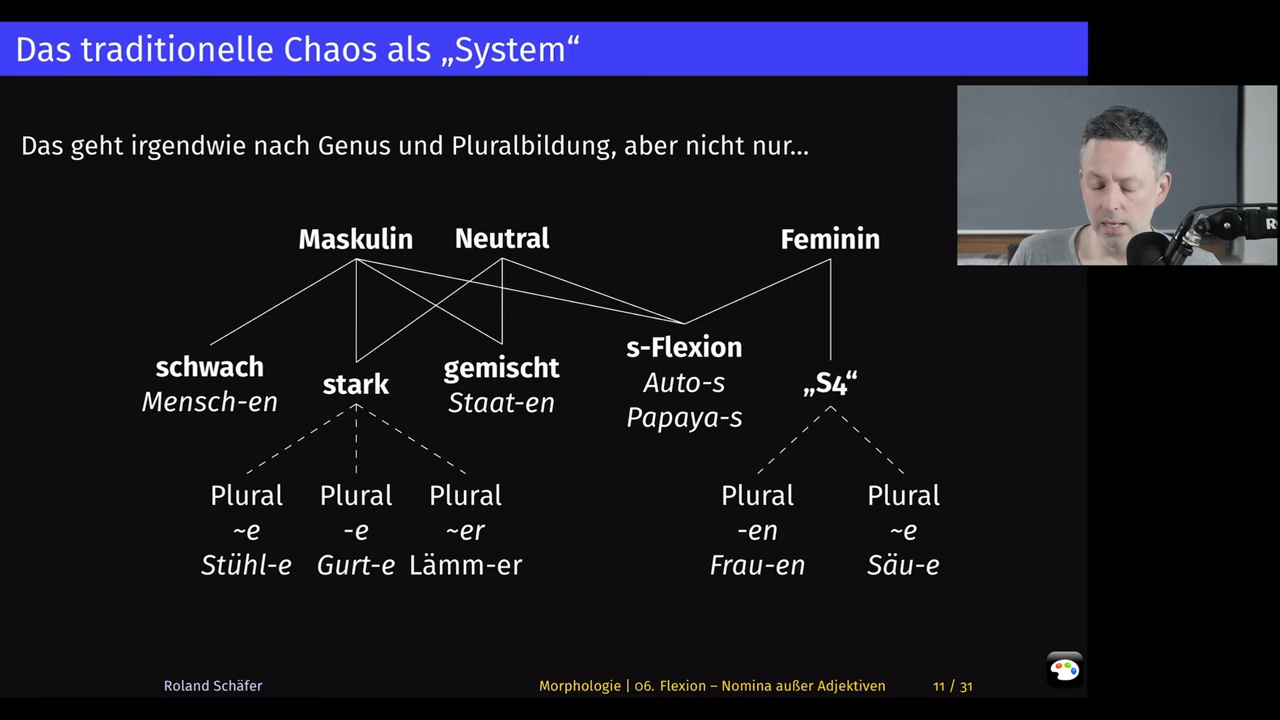 Das traditionelle Chaos als „System“
Das geht irgendwie nach Genus und Pluralbildung, aber nicht nur...
Maskulin Neutral Feminin
schwach stark gemischt s-Flexion „S4“
Mensch-en Staat-en Auto-s
Papaya-s
Plural Plural Plural Plural Plural
~e -e ~er -en ~e
Stühl-e Gurt-e Lämm-er Frau-en Säu-e
Roland Schäfer Morphologie | 06. Flexion – Nomina außer Adjektiven 11 / 31